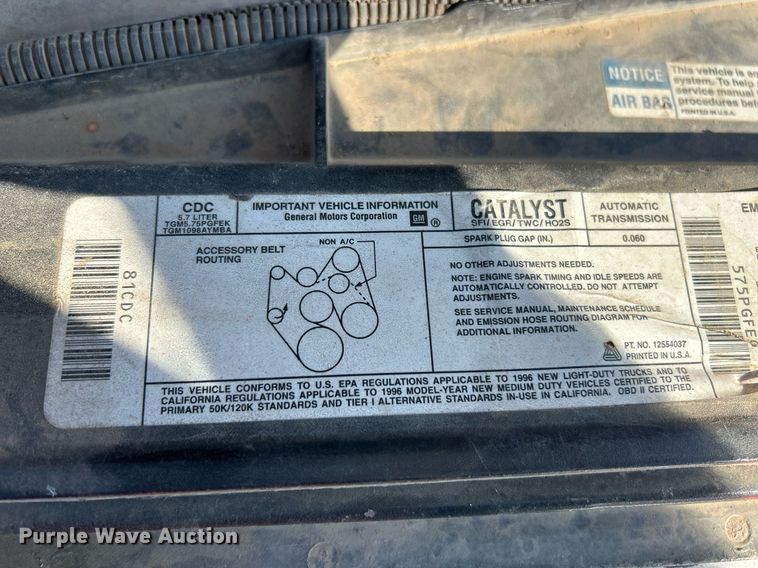 NOTICE
AIR BAG
This vehicle is
system. To help
service manual
procedures
PRINTED IN U.S.A.
81CDC
CDC
5.7 LITER
TGM5.75PGFEK
TGM1098AYMBA
IMPORTANT VEHICLE INFORMATION
General Motors Corporation GM ®
CATALYST
SFI/EGR/TWC/HO2S
AUTOMATIC
TRANSMISSION
SPARK PLUG GAP (IN.)
0.060
ACCESSORY BELT
ROUTING
NON A/C
NO OTHER ADJUSTMENTS NEEDED.
NOTE: ENGINE SPARK TIMING AND IDLE SPEEDS ARE
AUTOMATICALLY CONTROLLED. DO NOT ATTEMPT
ADJUSTMENTS.
SEE SERVICE MANUAL, MAINTENANCE SCHEDULE
AND EMISSION HOSE ROUTING DIAGRAM FOR
ADDITIONAL INFORMATION.
PT. NO. 12554037
PRINTED IN U.S.A.
THIS VEHICLE CONFORMS TO U.S. EPA REGULATIONS APPLICABLE TO 1996 NEW LIGHT-DUTY TRUCKS AND TO
CALIFORNIA REGULATIONS APPLICABLE TO 1996 MODEL-YEAR NEW MEDIUM DUTY VEHICLES CERTIFIED TO THE
PRIMARY 50K/120K STANDARDS AND TIER I ALTERNATIVE STANDARDS IN-USE IN CALIFORNIA. OBD II CERTIFIED.
EM
575PGFE
Purple Wave Auction